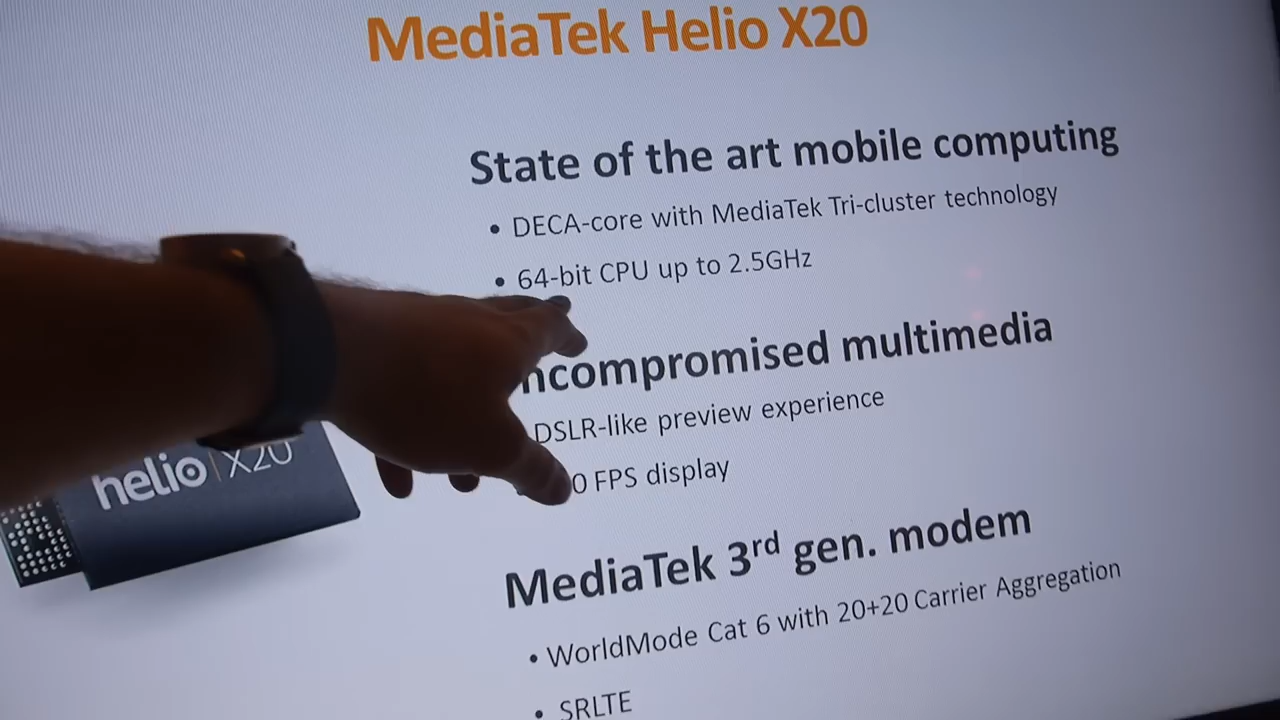 MediaTek Helio X20
State of the art mobile computing
• DECA-core with MediaTek Tri-cluster technology
• 64-bit CPU up to 2.5GHz
ncompromised multimedia
DSLR-like preview experience
0 FPS display
MediaTek 3rd gen. modem
• WorldMode Cat 6 with 20+20 Carrier Aggregation
• SRLTE
helio X20